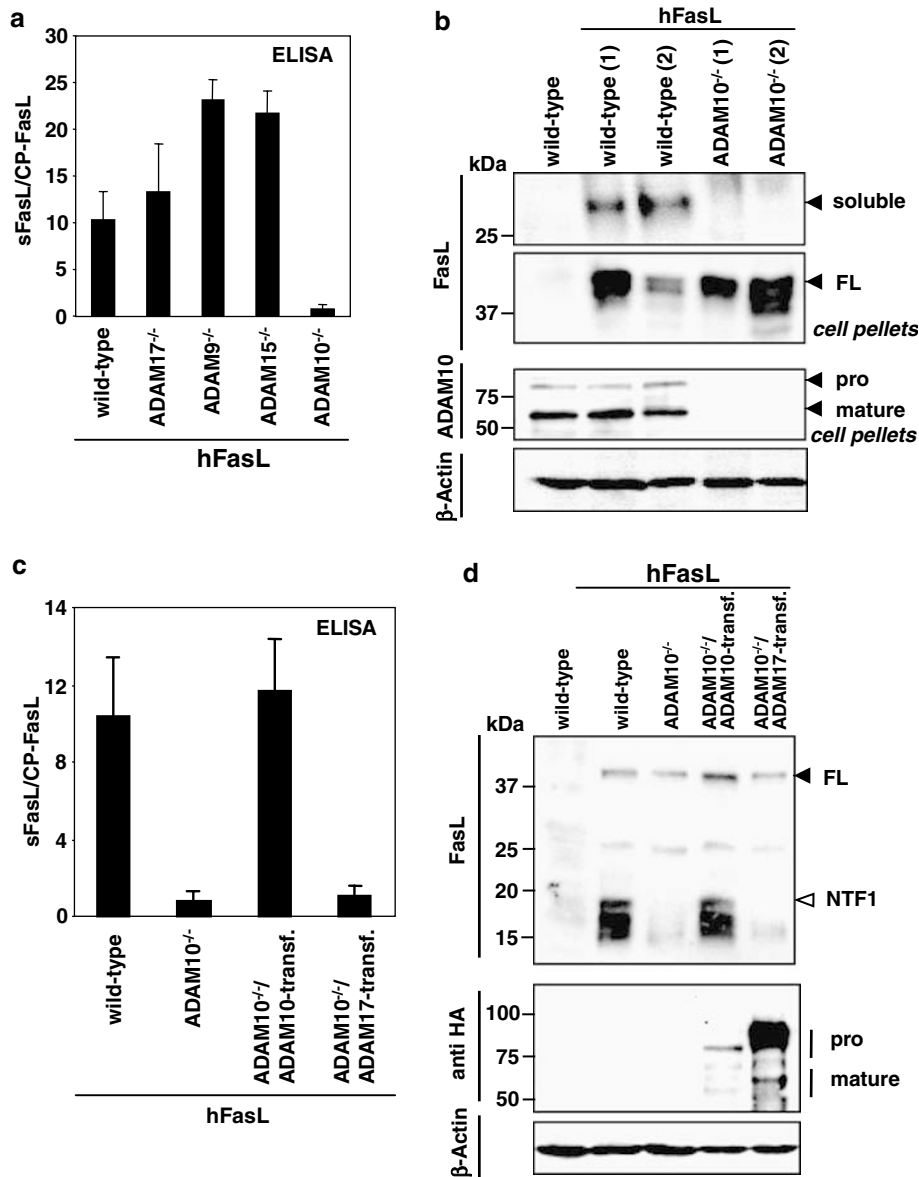 a
ELISA
sFasL/CP-FasL
30
25
20
15
10
5
0
wild-type
ADAM17-/-
ADAM9-/-
ADAM15-/-
ADAM10-/-
hFasL
b
hFasL
wild-type
wild-type (1)
wild-type (2)
ADAM10-/- (1)
ADAM10-/- (2)
kDa
FasL
25
soluble
37
FL
cell pellets
ADAM10
75
50
pro
mature
cell pellets
β-Actin
c
ELISA
sFasL/CP-FasL
14
12
8
4
0
wild-type
ADAM10-/-
ADAM10-/-/
ADAM10-transf.
ADAM10-/-/
ADAM17-transf.
hFasL
d
hFasL
wild-type
wild-type
ADAM10-/-
ADAM10-/-/
ADAM10-transf.
ADAM10-/-/
ADAM17-transf.
kDa
FasL
37
25
20
15
FL
NTF1
anti HA
100
75
50
pro
mature
β-Actin